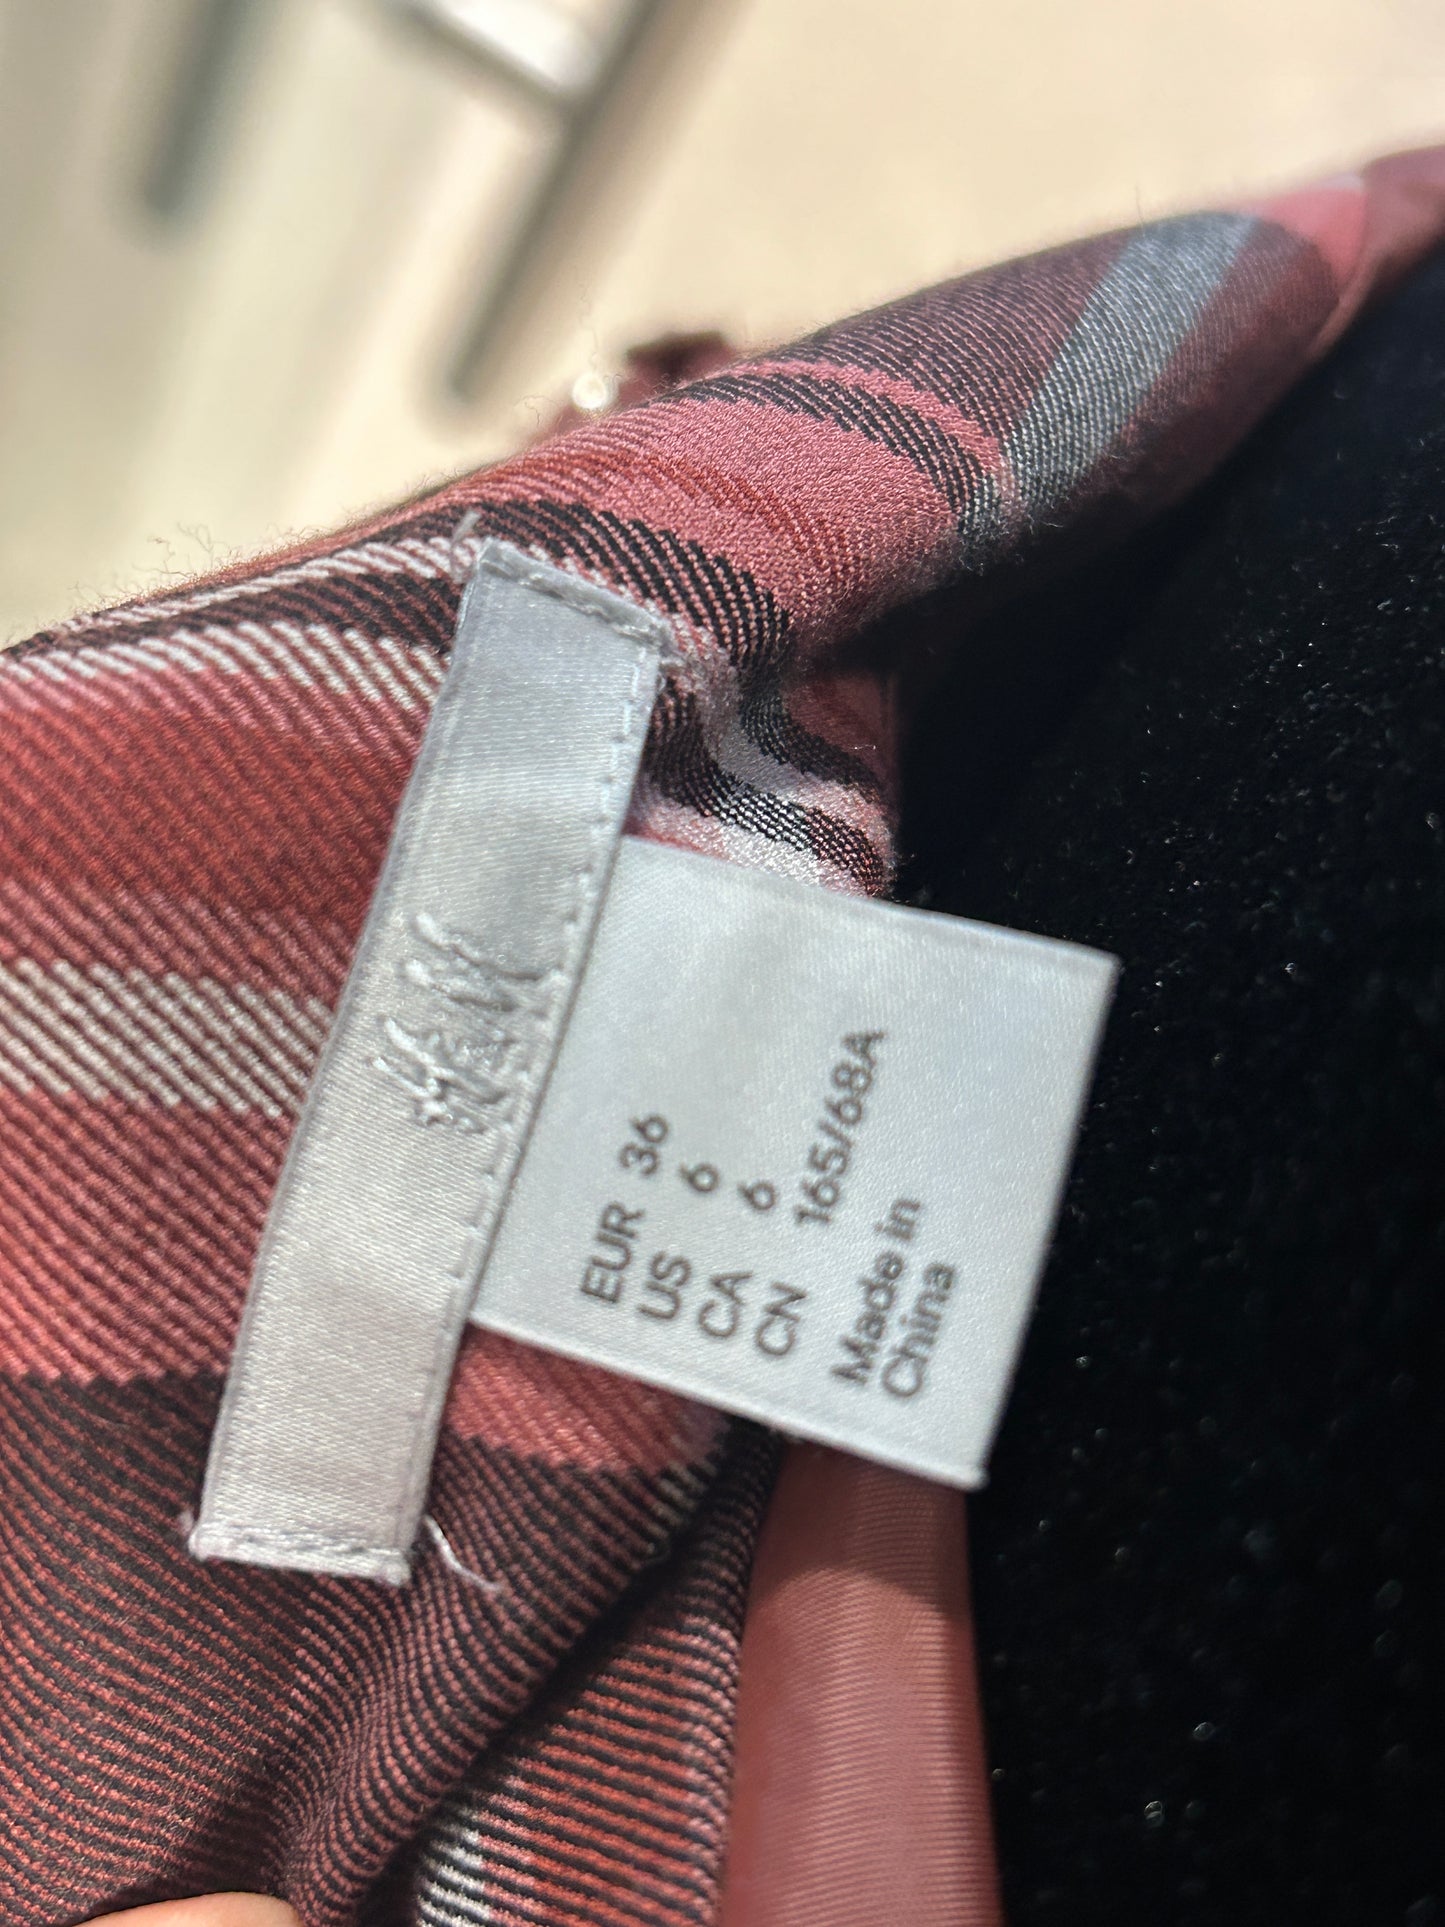 H&M
EUR 36
US 6
CA 6
CN 165/68A
Made in
China